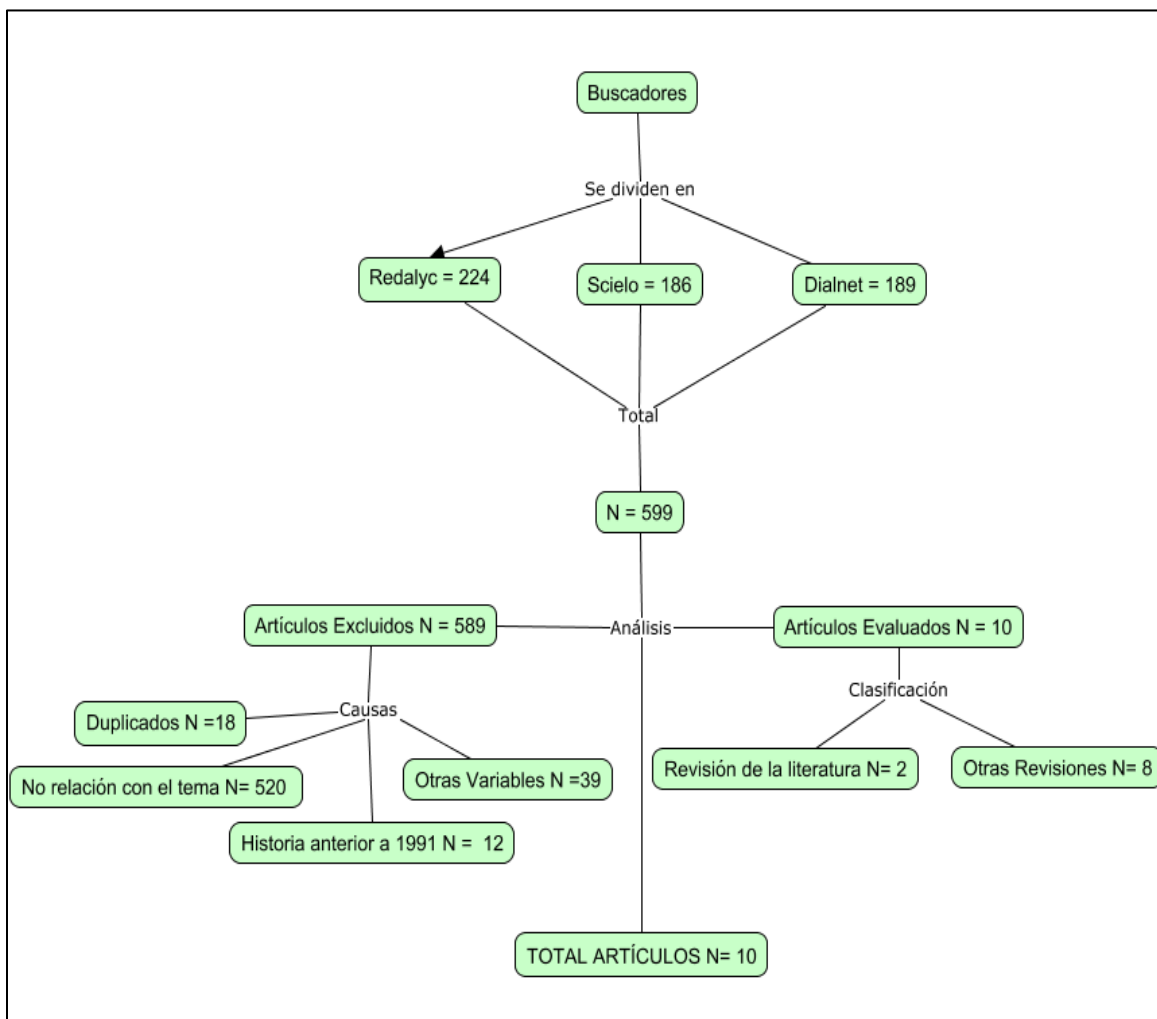 Buscadores
Se dividen en
Redalyc = 224
Scielo = 186
Dialnet = 189
Total
N = 599
Artículos Excluidos N = 589
Análisis
Artículos Evaluados N = 10
Causas
Clasificación
Duplicados N =18
No relación con el tema N= 520
Otras Variables N =39
Historia anterior a 1991 N = 12
Revisión de la literatura N= 2
Otras Revisiones N= 8
TOTAL ARTÍCULOS N= 10